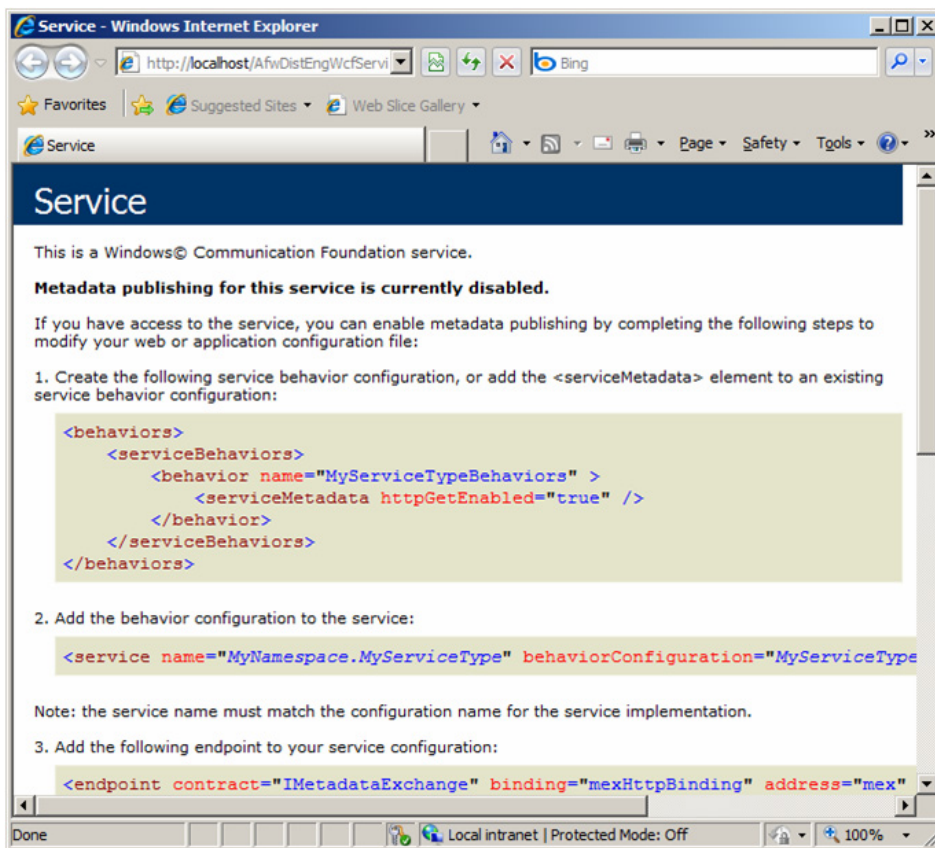 Service - Windows Internet Explorer
http://localhost/AfwDistEngWcfServi
Bing
Favorites Suggested Sites Web Slice Gallery
Service Page Safety Tools »
Service
This is a Windows© Communication Foundation service.
Metadata publishing for this service is currently disabled.
If you have access to the service, you can enable metadata publishing by completing the following steps to
modify your web or application configuration file:
1. Create the following service behavior configuration, or add the <serviceMetadata> element to an existing
service behavior configuration:
<behaviors>
<serviceBehaviors>
<behavior name="MyServiceTypeBehaviors" >
<serviceMetadata httpGetEnabled="true" />
</behavior>
</serviceBehaviors>
</behaviors>
2. Add the behavior configuration to the service:
<service name="MyNamespace.MyServiceType" behaviorConfiguration="MyServiceType
Note: the service name must match the configuration name for the service implementation.
3. Add the following endpoint to your service configuration:
<endpoint contract="IMetadataExchange" binding="mexHttpBinding" address="mex"
Done Local intranet | Protected Mode: Off 100%